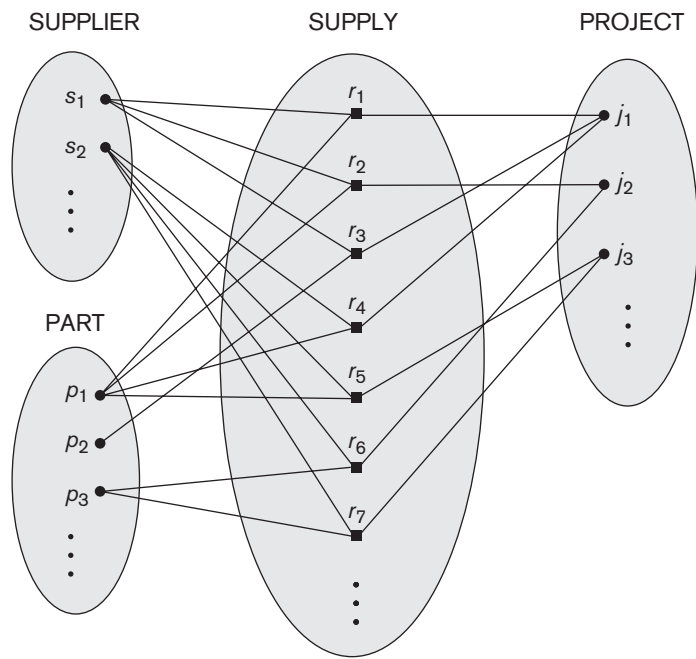 SUPPLIER
SUPPLY
PROJECT
s1
s2
PART
p1
p2
p3
r1
r2
r3
r4
r5
r6
r7
j1
j2
j3